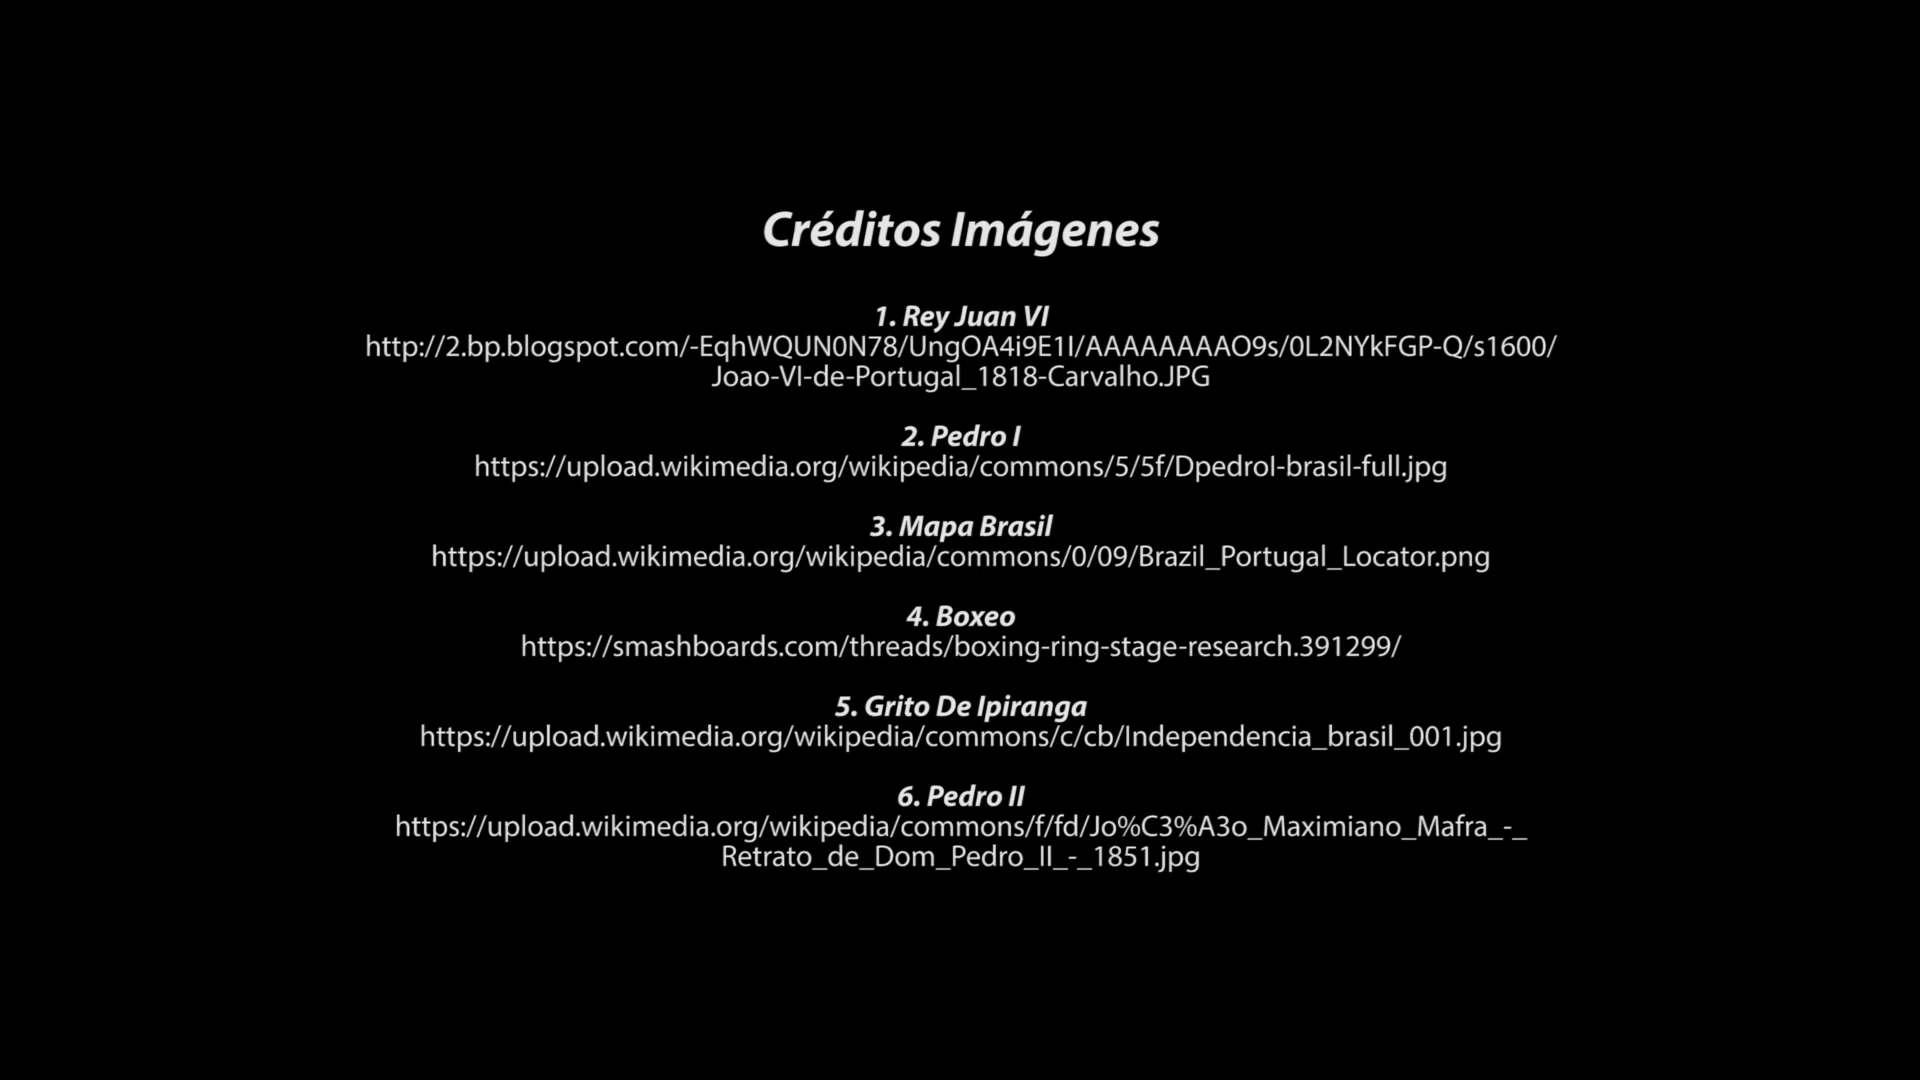 Créditos Imágenes
1. Rey Juan VI
http://2.bp.blogspot.com/-EqhWQUN0N78/UngOA4i9E1I/AAAAAAAAO9s/0L2NYkFGP-Q/s1600/
Joao-VI-de-Portugal_1818-Carvalho.JPG
2. Pedro I
https://upload.wikimedia.org/wikipedia/commons/5/5f/DpedroI-brasil-full.jpg
3. Mapa Brasil
https://upload.wikimedia.org/wikipedia/commons/0/09/Brazil_Portugal_Locator.png
4. Boxeo
https://smashboards.com/threads/boxing-ring-stage-research.391299/
5. Grito De Ipiranga
https://upload.wikimedia.org/wikipedia/commons/c/cb/Independencia_brasil_001.jpg
6. Pedro II
https://upload.wikimedia.org/wikipedia/commons/f/fd/Jo%C3%A3o_Maximiano_Mafra_-_
Retrato_de_Dom_Pedro_II_-_1851.jpg